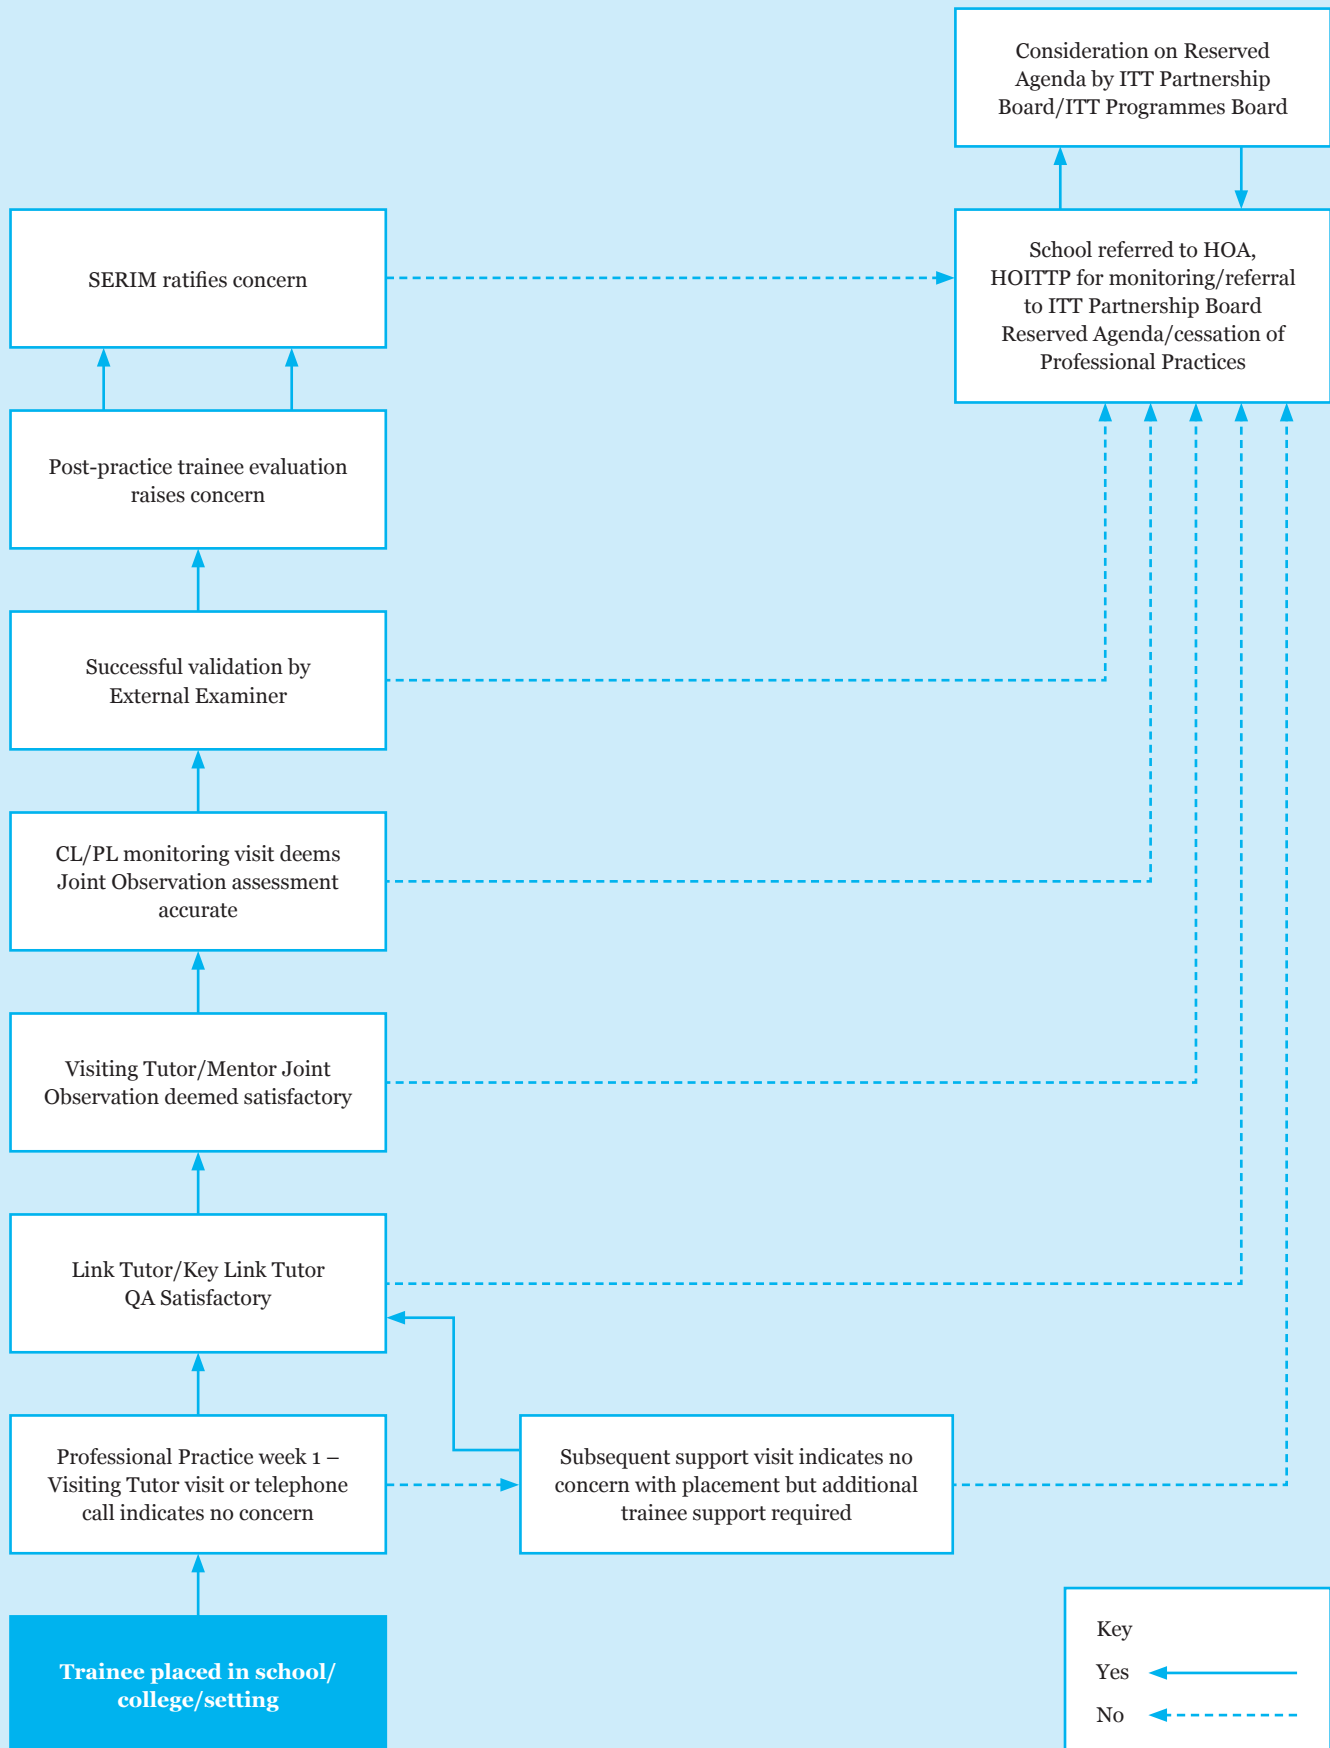 Consideration on Reserved
Agenda by ITT Partnership
Board/ITT Programmes Board
SERIM ratifies concern
School referred to HOA,
HOITTP for monitoring/referral
to ITT Partnership Board
Reserved Agenda/cessation of
Professional Practices
Post-practice trainee evaluation
raises concern
Successful validation by
External Examiner
CL/PL monitoring visit deems
Joint Observation assessment
accurate
Visiting Tutor/Mentor Joint
Observation deemed satisfactory
Link Tutor/Key Link Tutor
QA Satisfactory
Professional Practice week 1 –
Visiting Tutor visit or telephone
call indicates no concern
Subsequent support visit indicates no
concern with placement but additional
trainee support required
Trainee placed in school/
college/setting
Key
Yes
No